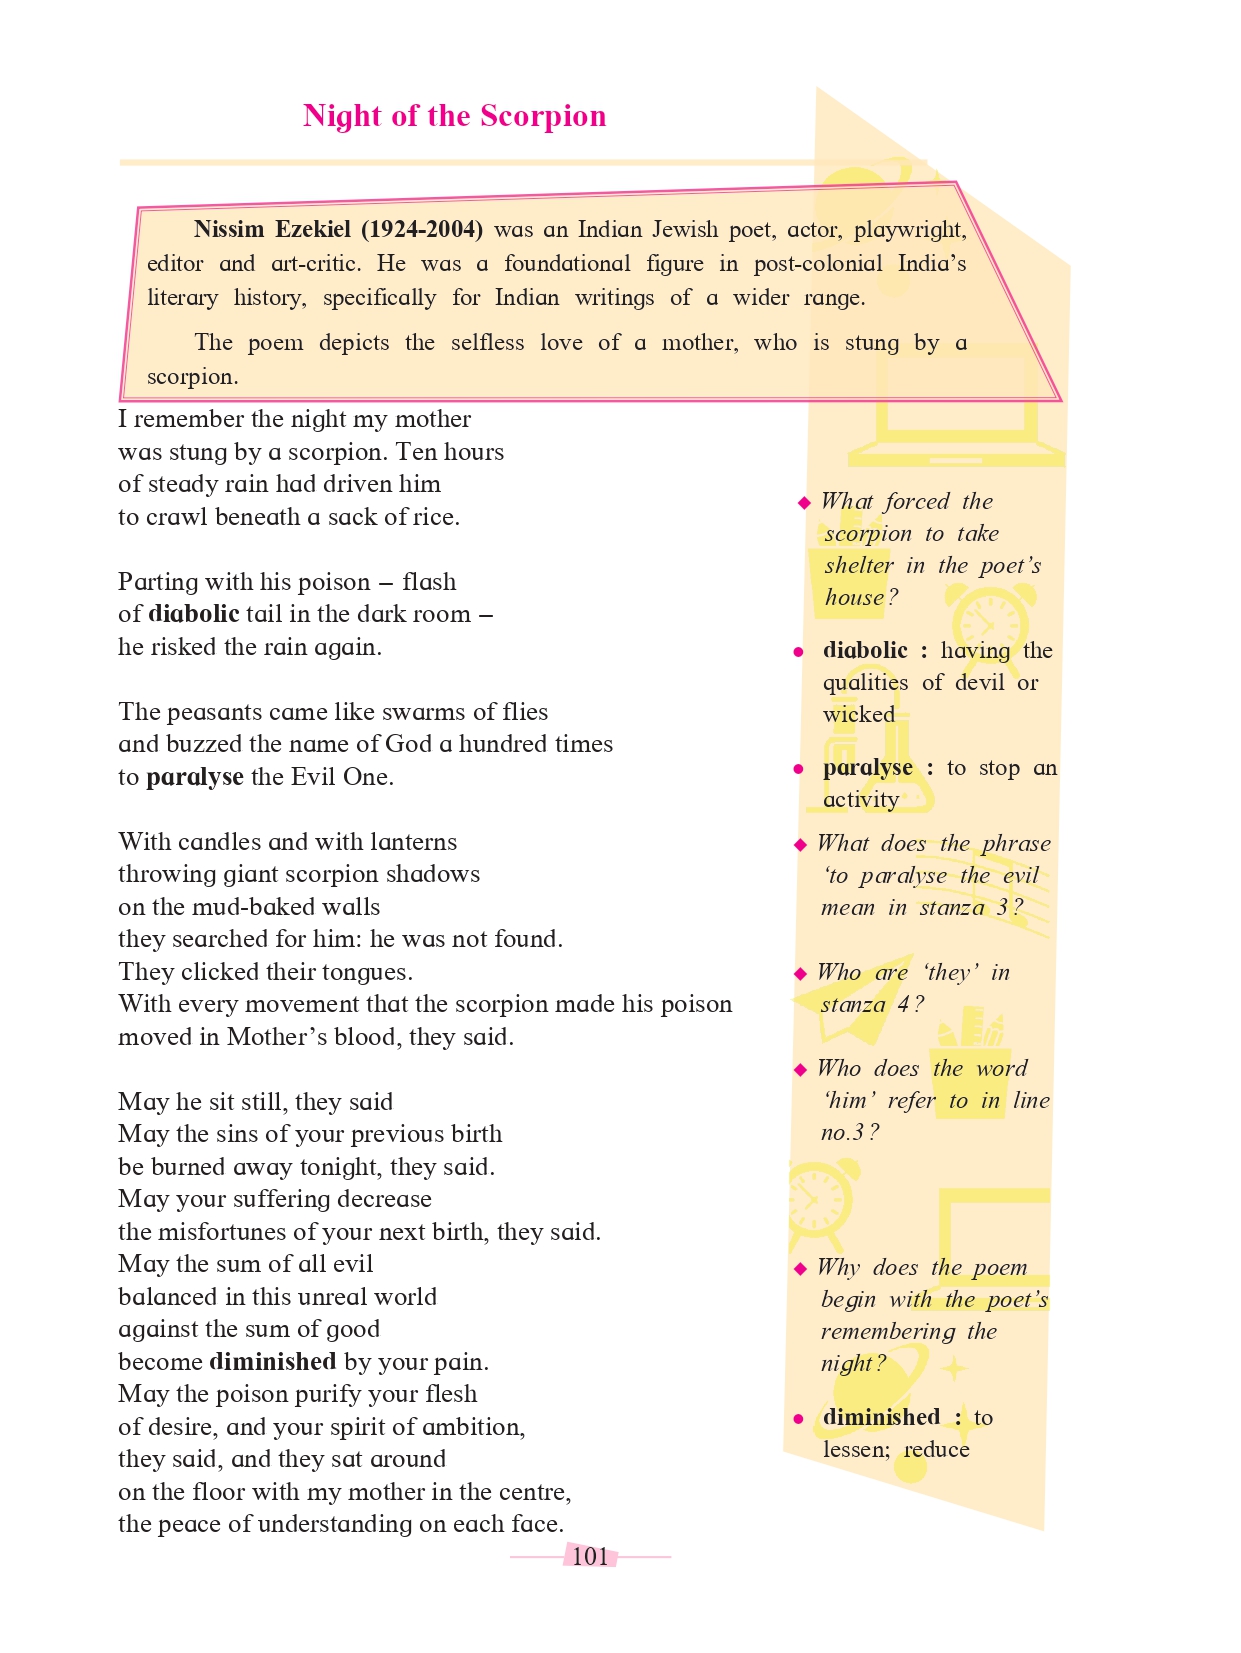 Night of the Scorpion
Nissim Ezekiel (1924-2004) was an Indian Jewish poet, actor, playwright,
editor and art-critic. He was a foundational figure in post-colonial India's
literary history, specifically for Indian writings of a wider range.
The poem depicts the selfless love of a mother, who is stung by a
scorpion.
I remember the night my mother
was stung by a scorpion. Ten hours
of steady rain had driven him
to crawl beneath a sack of rice.
Parting with his poison – flash
of diabolic tail in the dark room –
he risked the rain again.
The peasants came like swarms of flies
and buzzed the name of God a hundred times
to paralyse the Evil One.
With candles and with lanterns
throwing giant scorpion shadows
on the mud-baked walls
they searched for him: he was not found.
They clicked their tongues.
With every movement that the scorpion made his poison
moved in Mother's blood, they said.
May he sit still, they said
May the sins of your previous birth
be burned away tonight, they said.
May your suffering decrease
the misfortunes of your next birth, they said.
May the sum of all evil
balanced in this unreal world
against the sum of good
become diminished by your pain.
May the poison purify your flesh
of desire, and your spirit of ambition,
they said, and they sat around
on the floor with my mother in the centre,
the peace of understanding on each face.
◆ What forced the
scorpion to take
shelter in the poet's
house?
● diabolic : having the
qualities of devil or
wicked
● paralyse : to stop an
activity
◆ What does the phrase
'to paralyse the evil
mean in stanza 3?
◆ Who are 'they' in
stanza 4?
◆ Who does the word
'him' refer to in line
no.3?
◆ Why does the poem
begin with the poet's
remembering the
night?
● diminished : to
lessen; reduce
101